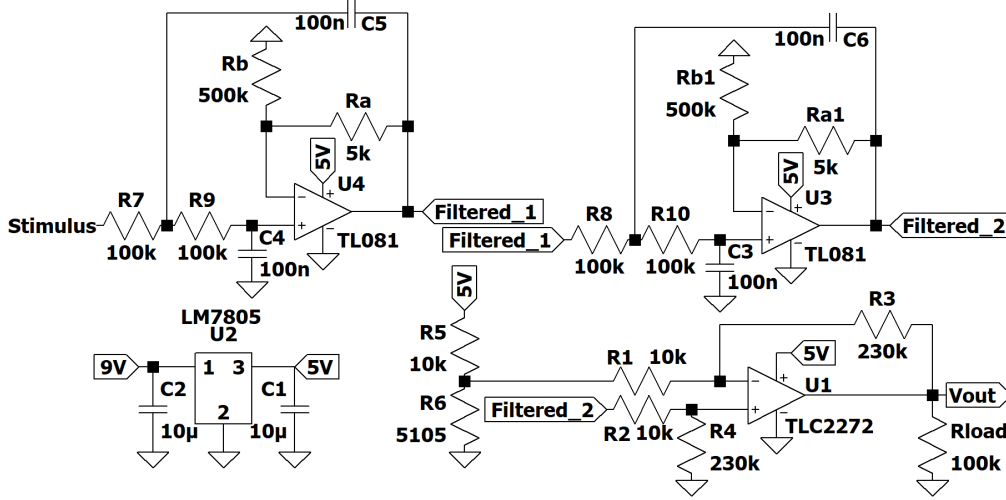 100n C5
Rb
500k
Ra
5k
5V
U4
R7
R9
Stimulus
100k
100k
C4
100n
TL081
Filtered_1
100n C6
Rb1
500k
Ra1
5k
5V
U3
R8
R10
Filtered_1
100k
100k
C3
100n
TL081
Filtered_2
LM7805
U2
9V
1 3
2
5V
C2
10µ
C1
10µ
5V
R5
10k
R6
5105
R1 10k
Filtered_2
R2 10k
R4
230k
R3
230k
5V
U1
TLC2272
Vout
Rload
100k